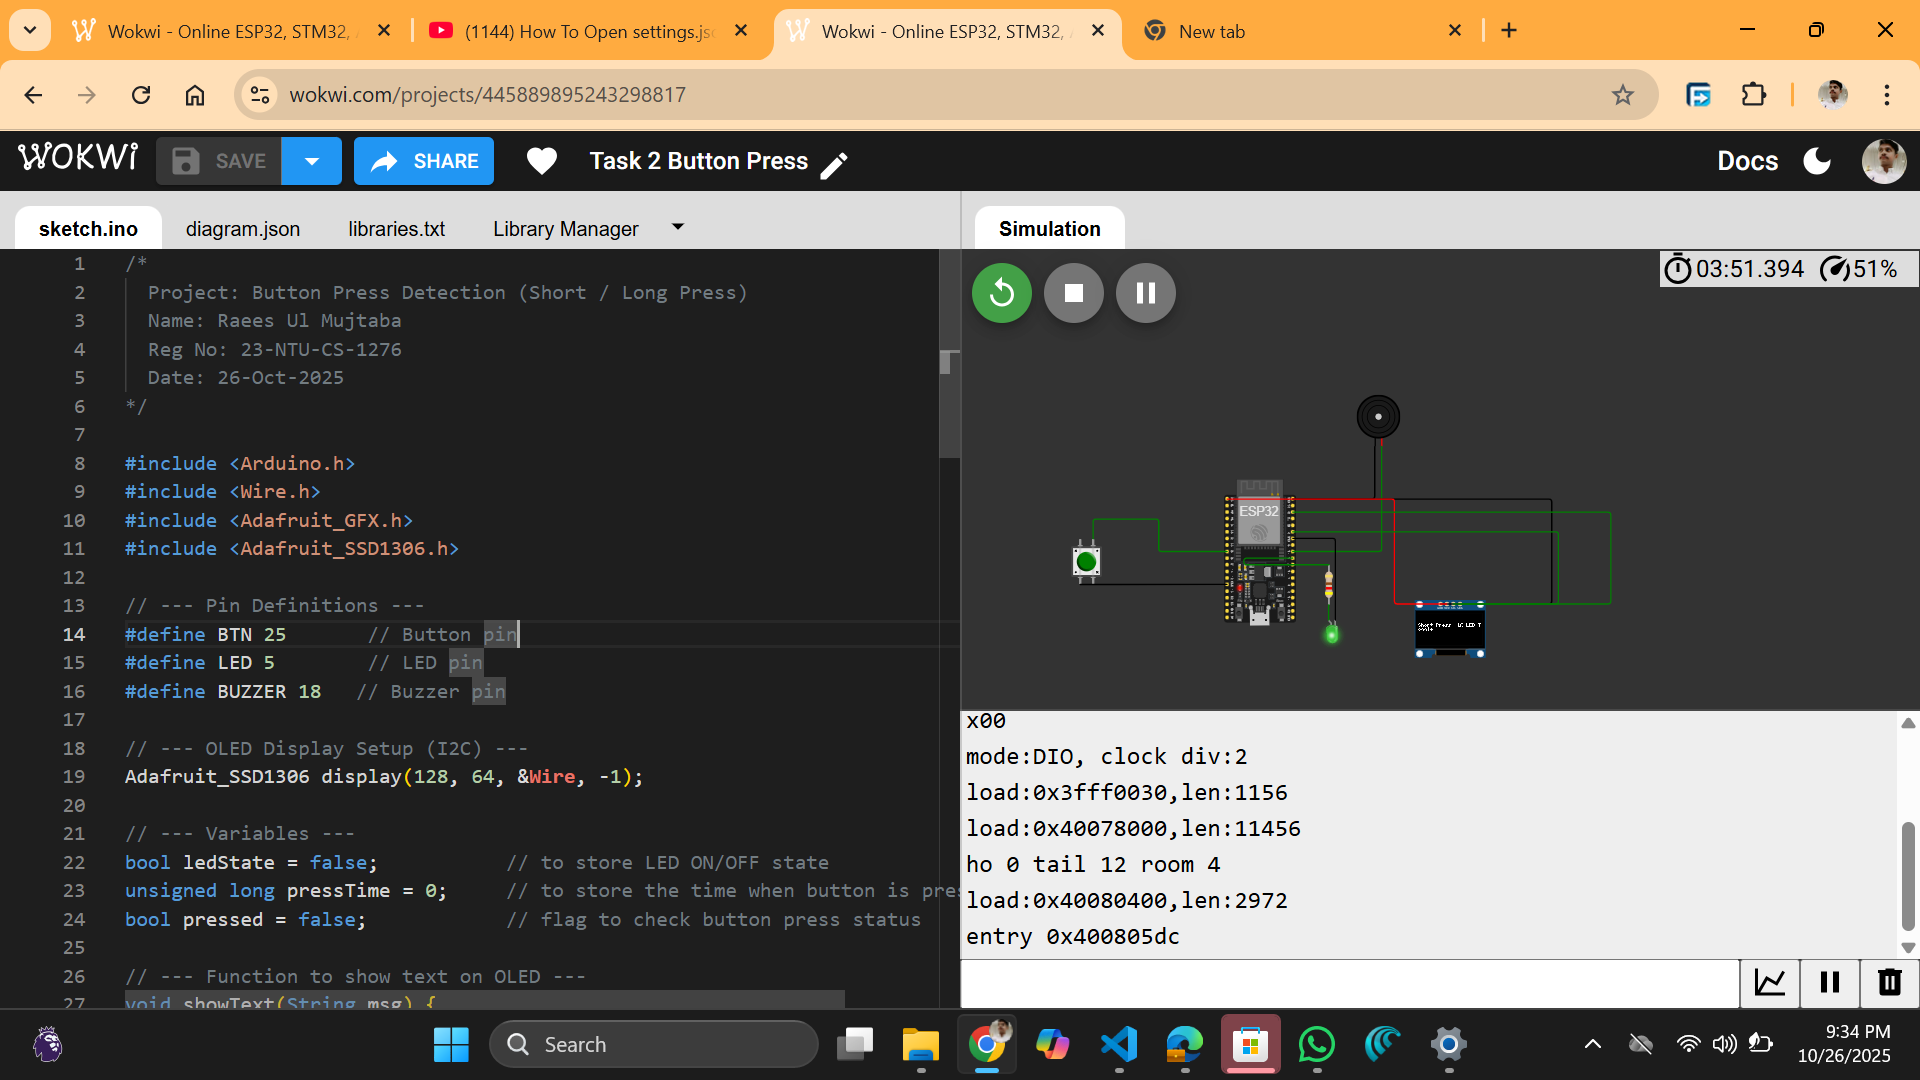 Wokwi - Online ESP32, STM32,
(1144) How To Open settings.jsc
Wokwi - Online ESP32, STM32,
New tab
wokwi.com/projects/445889895243298817
WOKWi
SAVE
SHARE
Task 2 Button Press
Docs
sketch.ino
diagram.json
libraries.txt
Library Manager
Simulation
1 /*
2 Project: Button Press Detection (Short / Long Press)
3 Name: Raees Ul Mujtaba
4 Reg No: 23-NTU-CS-1276
5 Date: 26-Oct-2025
6 */
7
8 #include <Arduino.h>
9 #include <Wire.h>
10 #include <Adafruit_GFX.h>
11 #include <Adafruit_SSD1306.h>
12
13 // --- Pin Definitions ---
14 #define BTN 25 // Button pin
15 #define LED 5 // LED pin
16 #define BUZZER 18 // Buzzer pin
17
18 // --- OLED Display Setup (I2C) ---
19 Adafruit_SSD1306 display(128, 64, &Wire, -1);
20
21 // --- Variables ---
22 bool ledState = false; // to store LED ON/OFF state
23 unsigned long pressTime = 0; // to store the time when button is pres
24 bool pressed = false; // flag to check button press status
25
26 // --- Function to show text on OLED ---
27 void showText(String msg) {
03:51.394 51%
ESP32
x00
mode:DIO, clock div:2
load:0x3fff0030,len:1156
load:0x40078000,len:11456
ho 0 tail 12 room 4
load:0x40080400,len:2972
entry 0x400805dc
Search
9:34 PM
10/26/2025